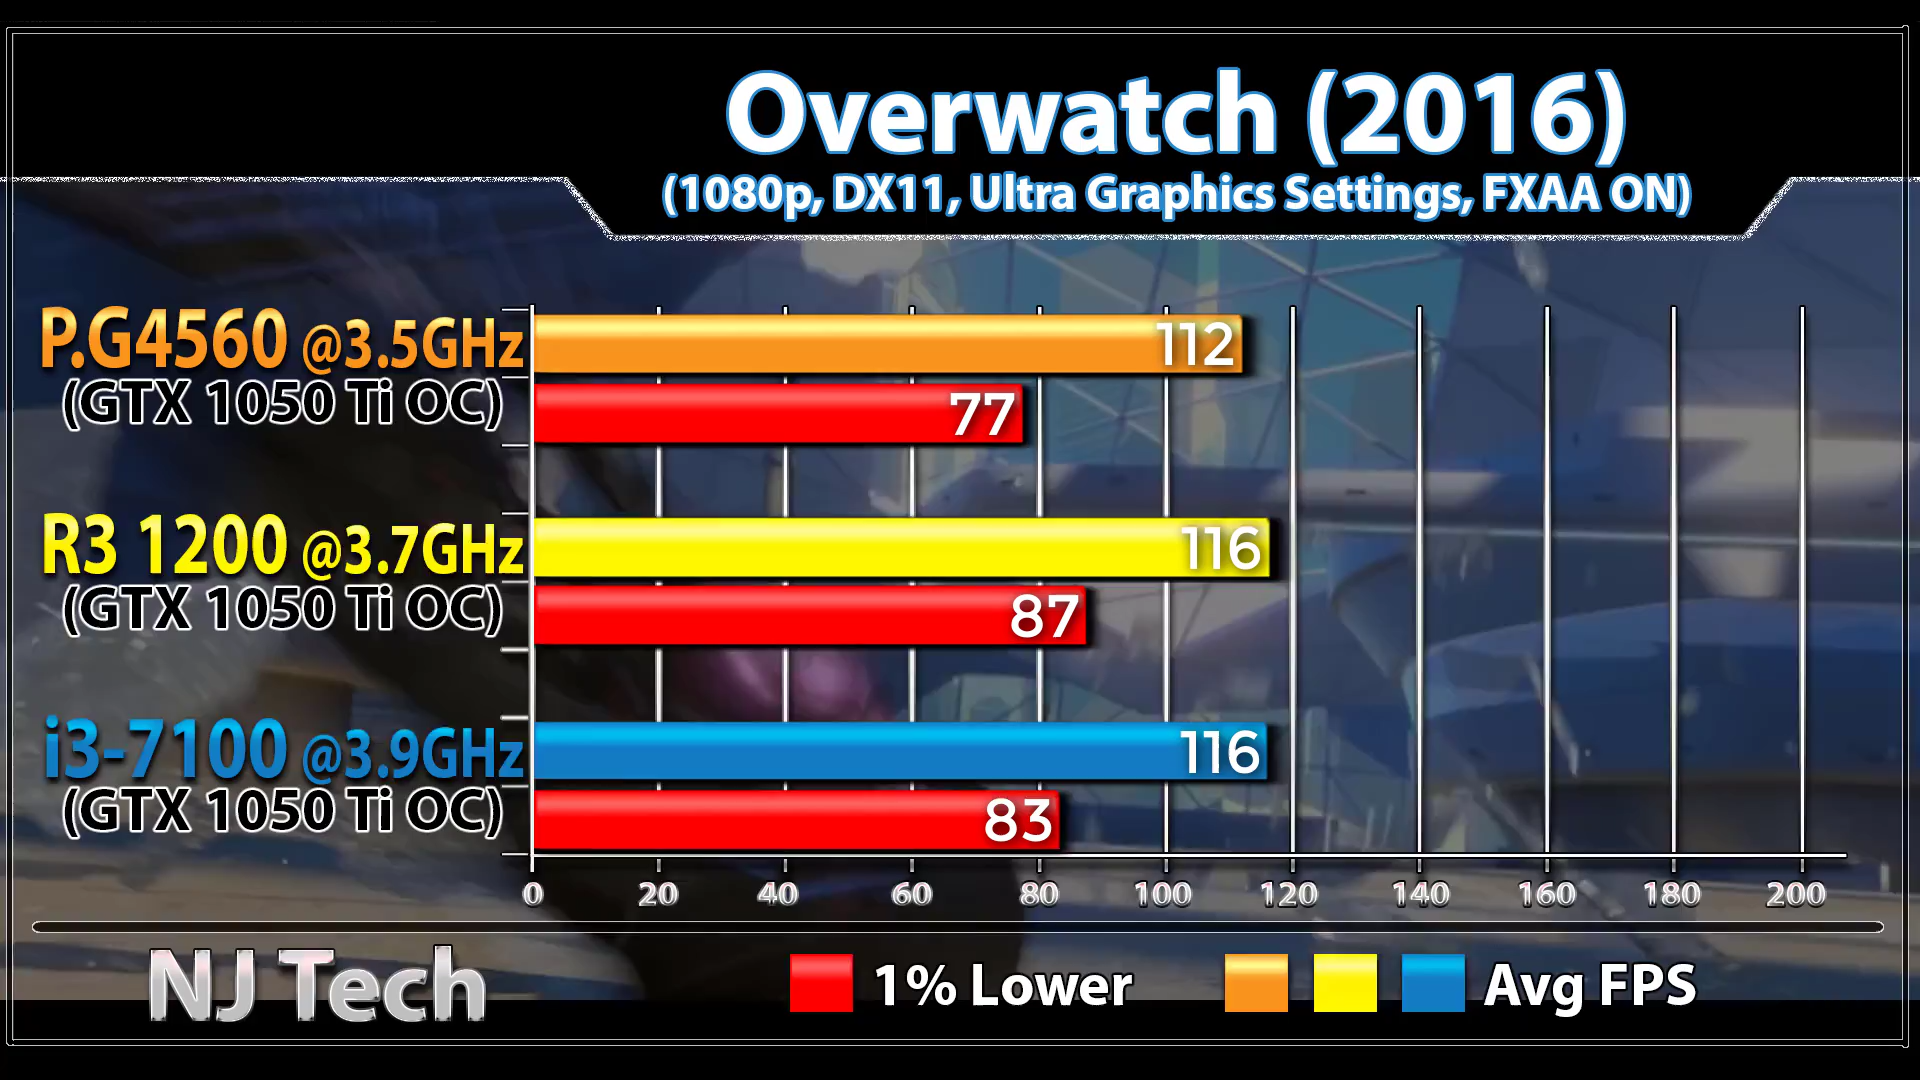 Overwatch (2016)
(1080p, DX11, Ultra Graphics Settings, FXAA ON)
P.G4560 @3.5GHz
(GTX 1050 Ti OC)
112
77
R3 1200 @3.7GHz
(GTX 1050 Ti OC)
116
87
i3-7100 @3.9GHz
(GTX 1050 Ti OC)
116
83
0 20 40 60 80 100 120 140 160 180 200
NJ Tech
1% Lower
Avg FPS